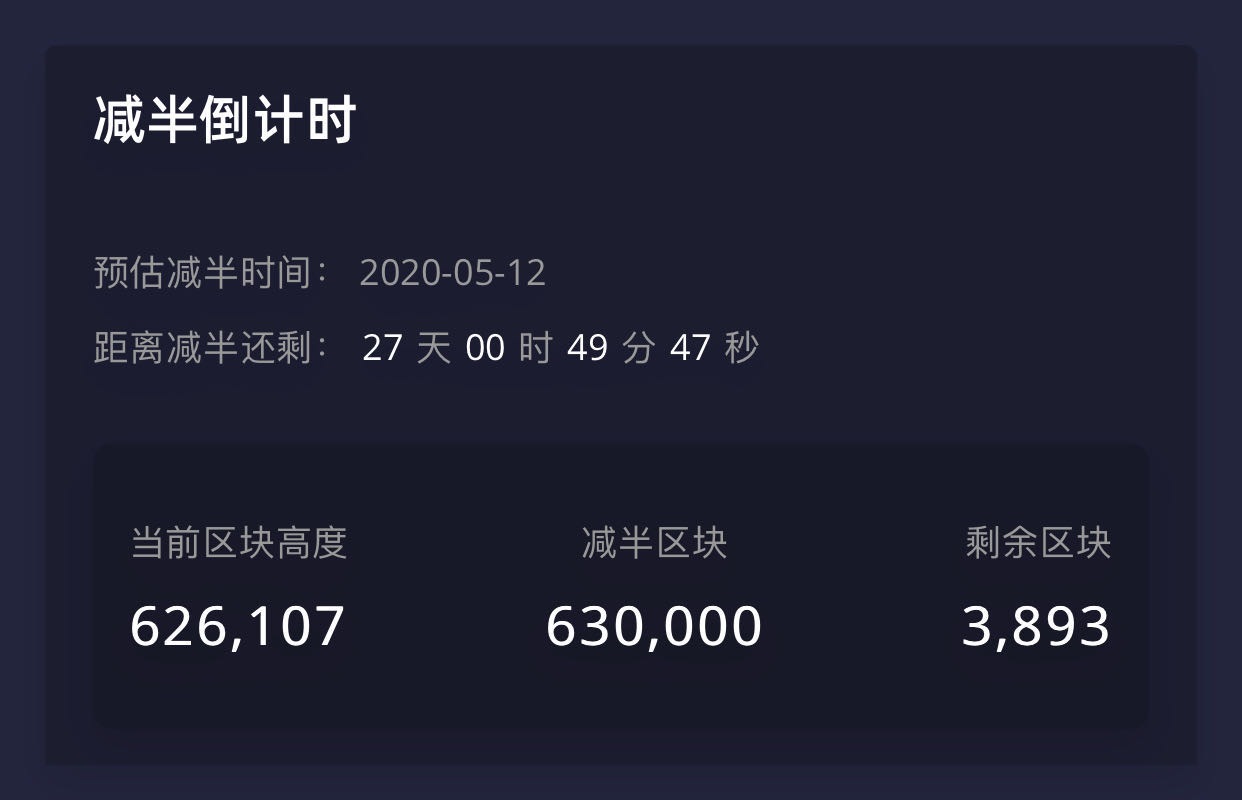 减半倒计时
预估减半时间： 2020-05-12
距离减半还剩： 27 天 00 时 49 分 47 秒
当前区块高度 减半区块 剩余区块
626,107 630,000 3,893